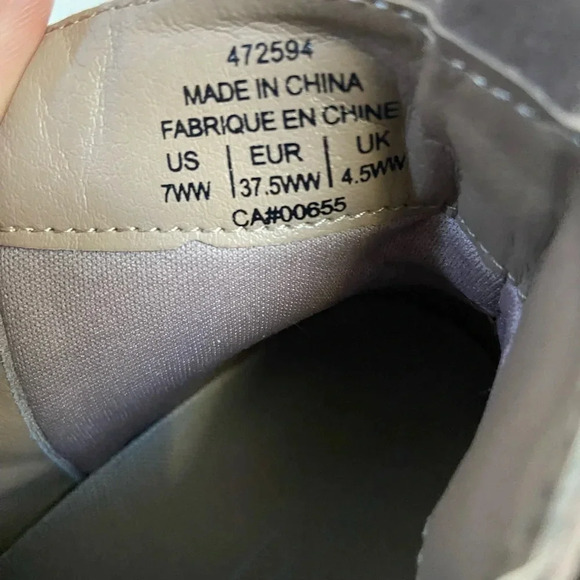 472594
MADE IN CHINA
FABRIQUE EN CHINE
US | EUR | UK
7WW | 37.5WW | 4.5WW
CA#00655